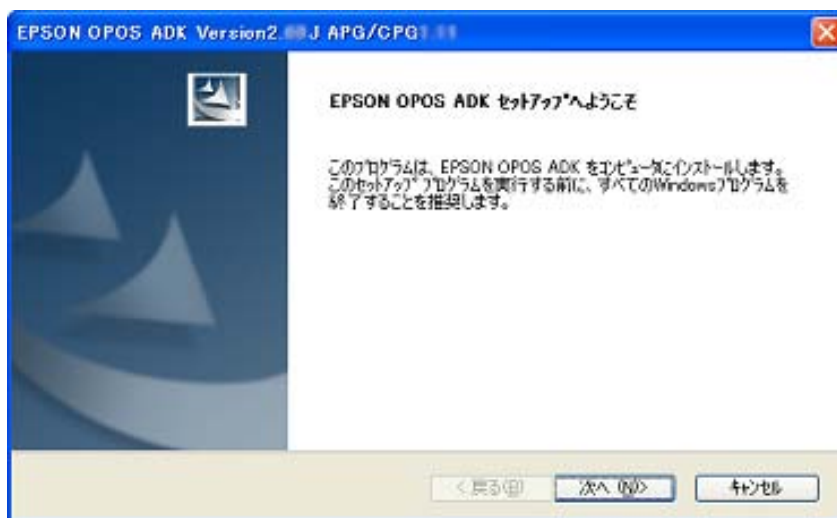 EPSON OPOS ADK Version2. J APG/CPG
EPSON OPOS ADK ｾｯﾄｱｯﾌﾟへようこそ
このﾌﾟﾛｸﾞﾗﾑは、EPSON OPOS ADK をｺﾝﾋﾟｭｰﾀにｲﾝｽﾄｰﾙします。
このｾｯﾄｱｯﾌﾟ ﾌﾟﾛｸﾞﾗﾑを実行する前に、すべてのWindowsﾌﾟﾛｸﾞﾗﾑを
終了することを推奨します。
< 戻る(B)
次へ (N)>
ｷｬﾝｾﾙ